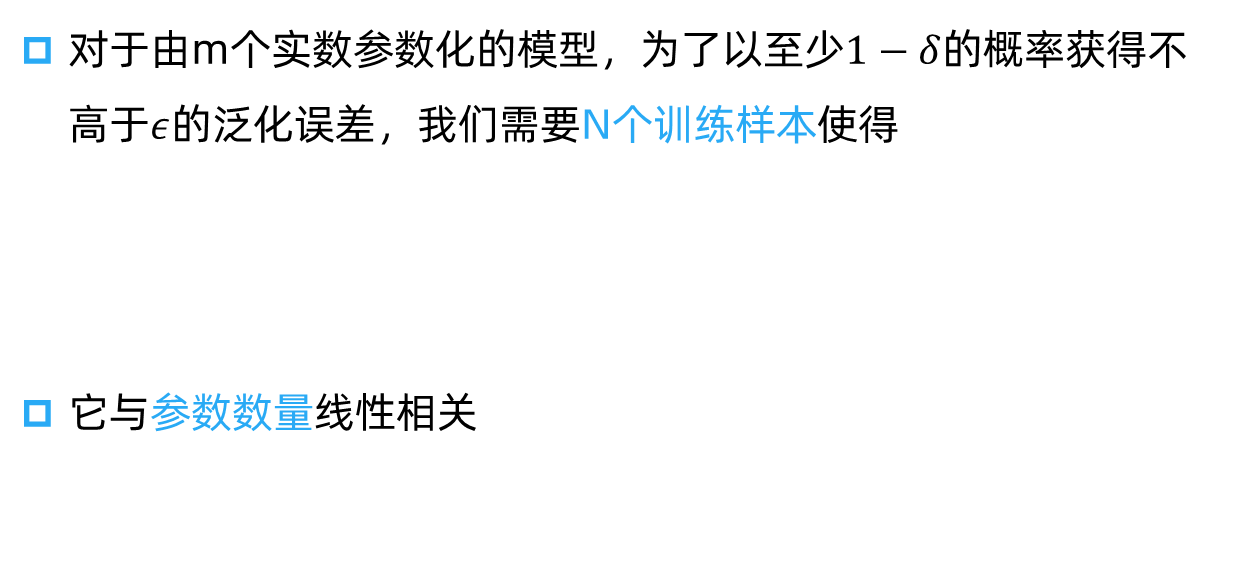 对于由m个实数参数化的模型，为了以至少1 − δ的概率获得不
高于ϵ的泛化误差，我们需要N个训练样本使得
它与参数数量线性相关